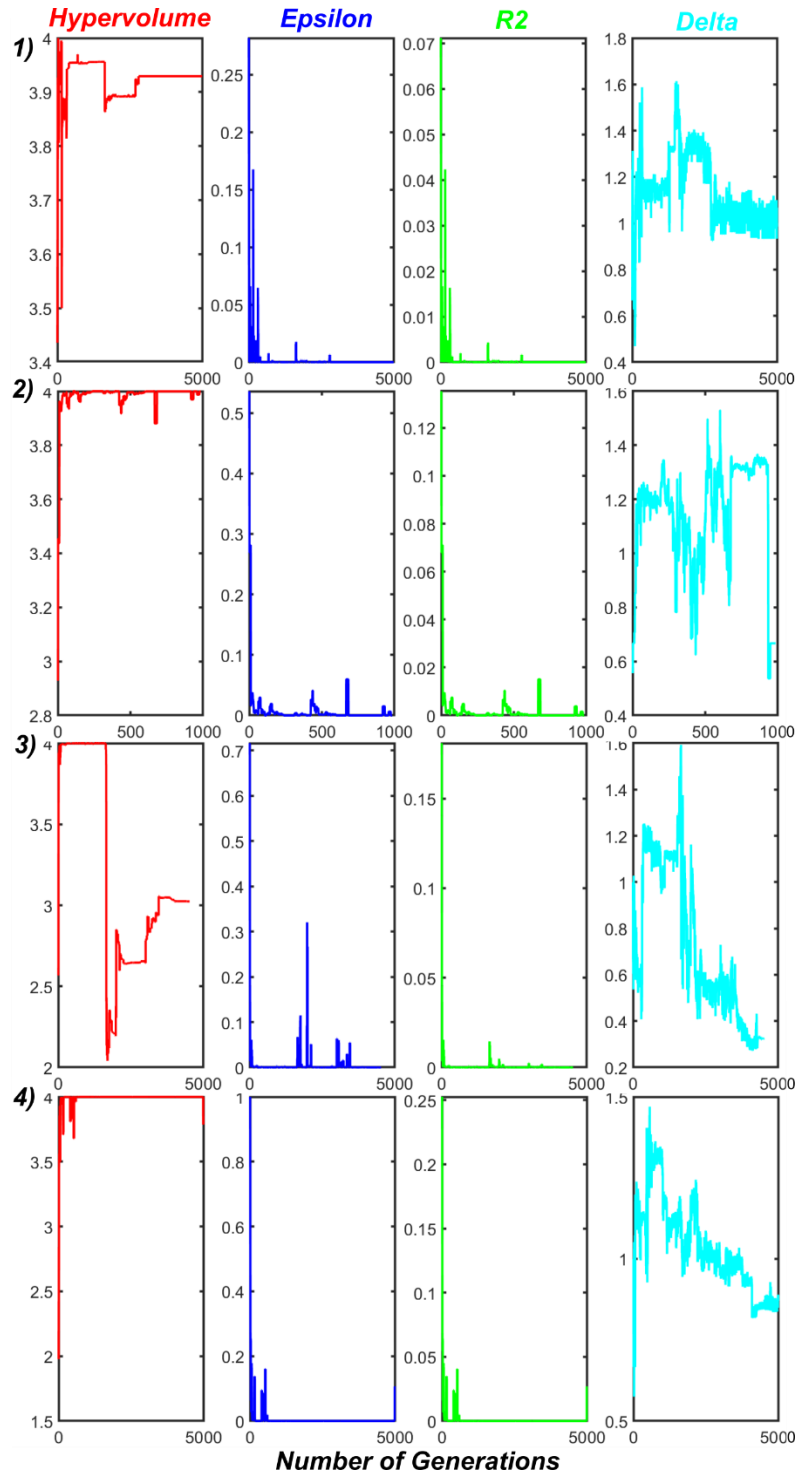 Hypervolume Epsilon R2 Delta
1)
4 3.9 3.8 3.7 3.6 3.5 3.4
0 5000
0.25 0.2 0.15 0.1 0.05 0
0 5000
0.07 0.06 0.05 0.04 0.03 0.02 0.01 0
0 5000
1.8 1.6 1.4 1.2 1 0.8 0.6 0.4
0 5000
2)
4 3.8 3.6 3.4 3.2 3 2.8
0 500 1000
0.5 0.4 0.3 0.2 0.1 0
0 500 1000
0.12 0.1 0.08 0.06 0.04 0.02 0
0 500 1000
1.6 1.4 1.2 1 0.8 0.6 0.4
0 500 1000
3)
4 3.5 3 2.5 2
0 5000
0.7 0.6 0.5 0.4 0.3 0.2 0.1 0
0 5000
0.15 0.1 0.05 0
0 5000
1.6 1.4 1.2 1 0.8 0.6 0.4 0.2
0 5000
4)
4 3.5 3 2.5 2 1.5
0 5000
1 0.8 0.6 0.4 0.2 0
0 5000
0.25 0.2 0.15 0.1 0.05 0
0 5000
1.5 1 0.5
0 5000
Number of Generations